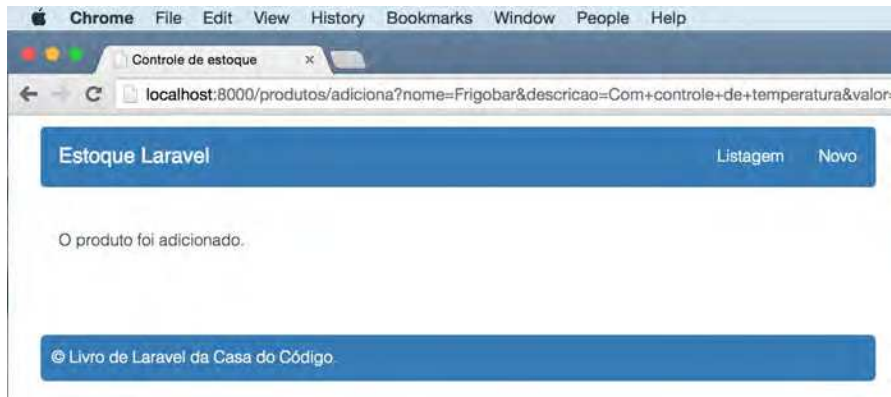 Chrome File Edit View History Bookmarks Window People Help
Controle de estoque ×
localhost:8000/produtos/adiciona?nome=Frigobar&descricao=Com+controle+de+temperatura&valor=
Estoque Laravel Listagem Novo
O produto foi adicionado.
© Livro de Laravel da Casa do Código.